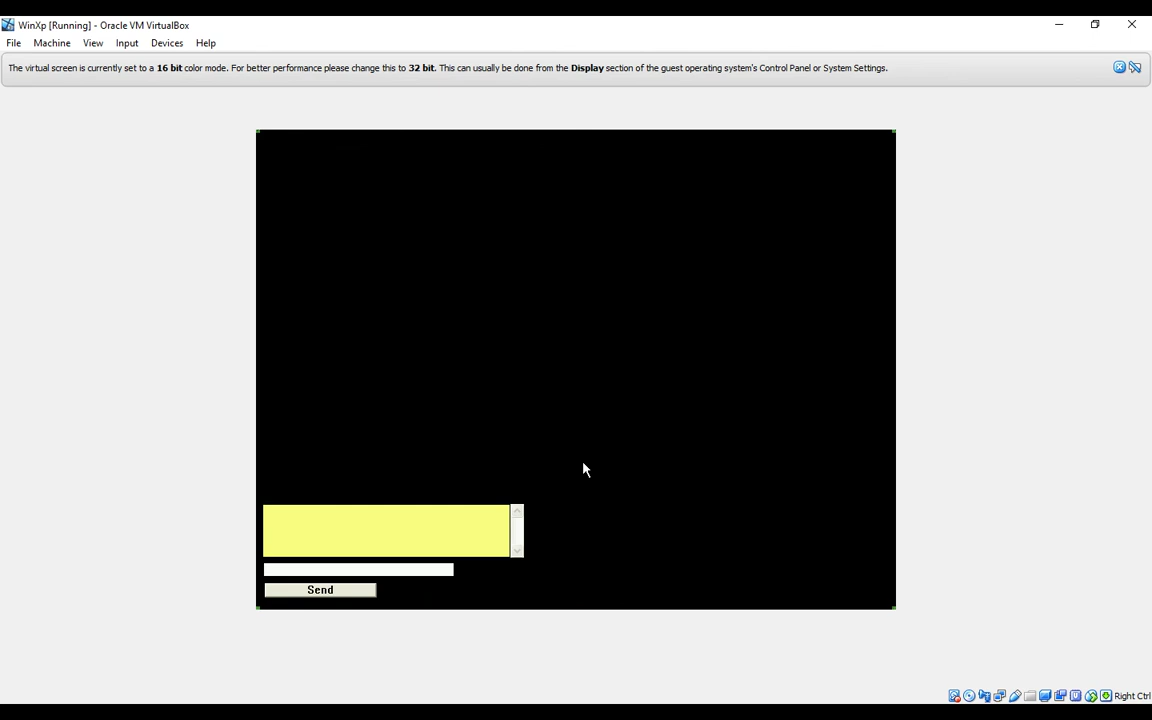 WinXp [Running] - Oracle VM VirtualBox
File Machine View Input Devices Help
The virtual screen is currently set to a 16 bit color mode. For better performance please change this to 32 bit. This can usually be done from the Display section of the guest operating system's Control Panel or System Settings.
Send
Right Ctrl